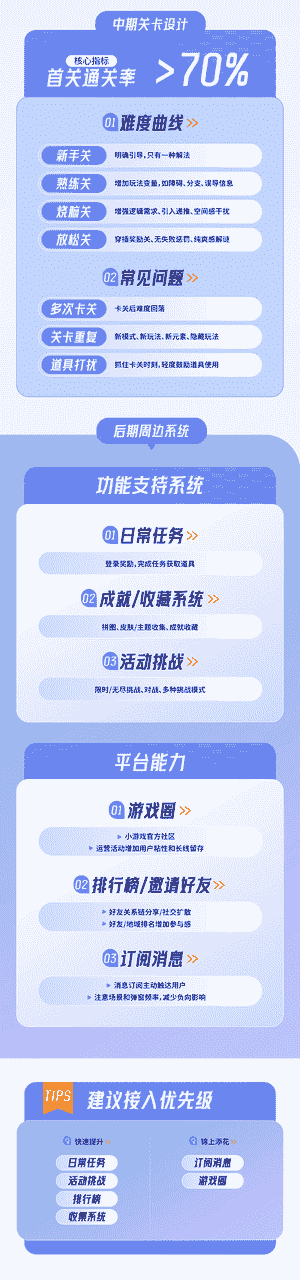 中期关卡设计
核心指标
首关通关率
>70%
01 难度曲线
新手关 明确引导,只有一种解法
熟练关 增加玩法变量,如障碍、分支、误导信息
烧脑关 增强逻辑需求、引入递推、空间感干扰
放松关 穿插奖励关、无失败惩罚、纯爽感解谜
02 常见问题
多次卡关 卡关后难度回落
关卡重复 新模式、新玩法、新元素、隐藏玩法
道具打扰 抓住卡关时刻,轻度鼓励道具使用
后期周边系统
功能支持系统
01 日常任务
登录奖励,完成任务获取道具
02 成就/收藏系统
拼图、皮肤/主题收集、成就收藏
03 活动挑战
限时/无尽挑战、对战、多种挑战模式
平台能力
01 游戏圈
小游戏官方社区
运营活动增加用户粘性和长线留存
02 排行榜/邀请好友
好友关系链分享/社交扩散
好友/地域排名增加参与感
03 订阅消息
消息订阅主动触达用户
注意场景和弹窗频率,减少负向影响
TIPS 建议接入优先级
快速提升
日常任务
活动挑战
排行榜
收集系统
锦上添花
订阅消息
游戏圈